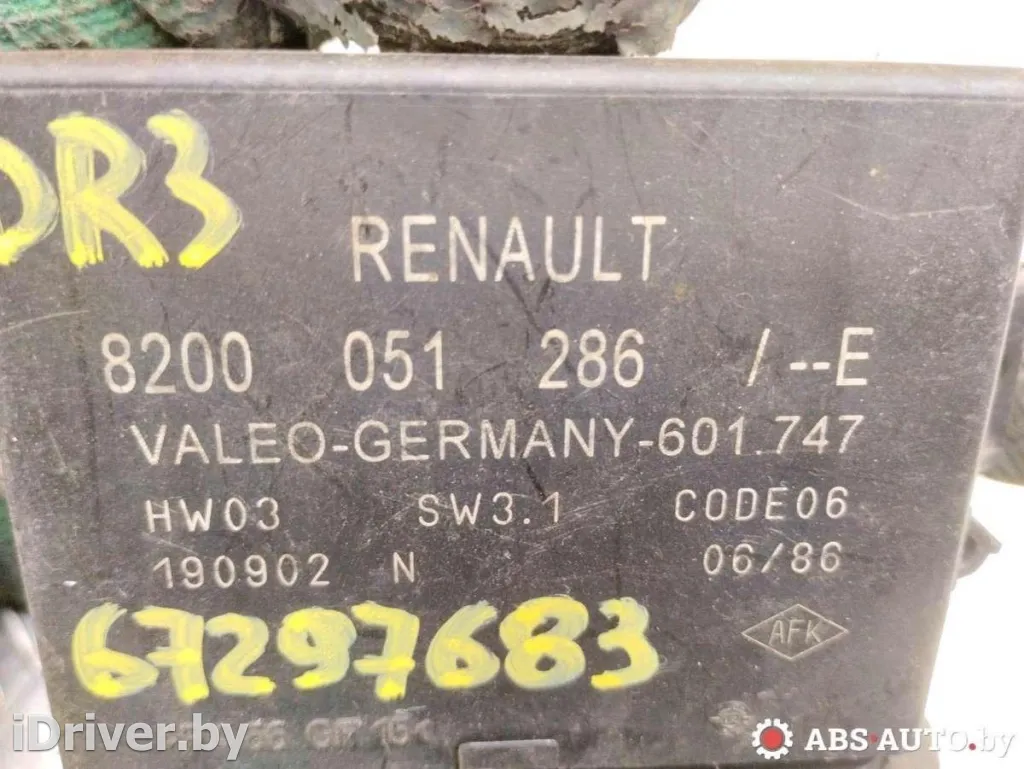 DR3
RENAULT
8200 051 286 /--E
VALEO-GERMANY-601.747
HW03 SW3.1 CODE06
190902 N 06/86
AFK
67297683
iDriver.by
ABS-AUTO.by